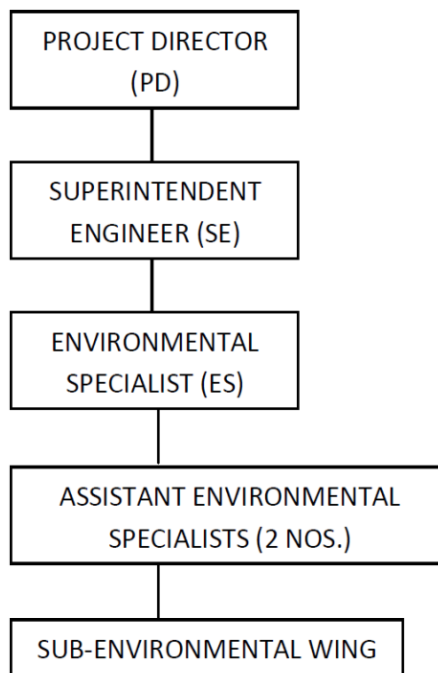 PROJECT DIRECTOR
(PD)
SUPERINTENDENT
ENGINEER (SE)
ENVIRONMENTAL
SPECIALIST (ES)
ASSISTANT ENVIRONMENTAL
SPECIALISTS (2 NOS.)
SUB-ENVIRONMENTAL WING